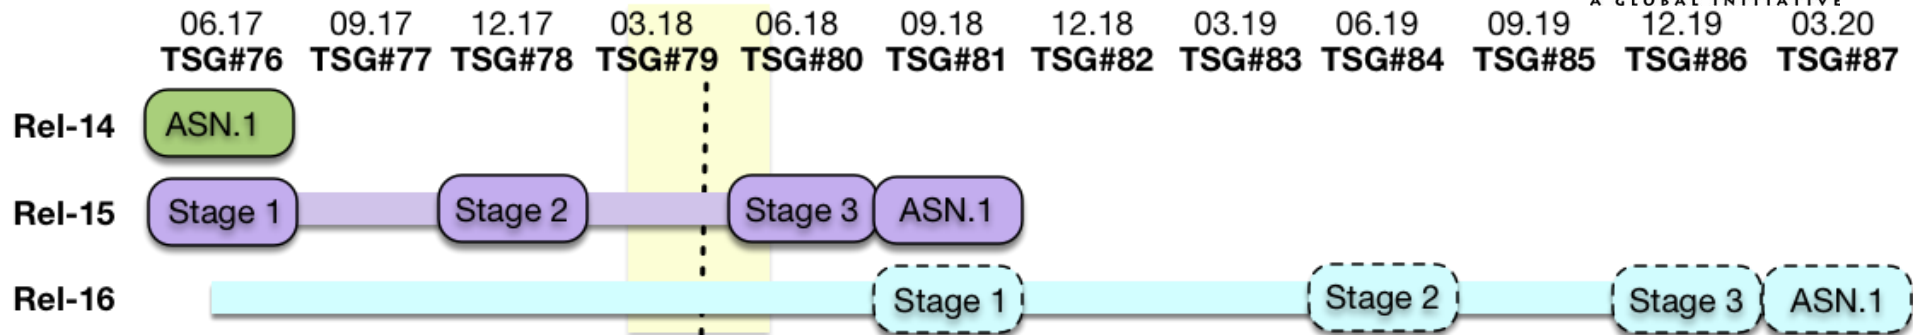 A GLOBAL INITIATIVE
06.17 09.17 12.17 03.18 06.18 09.18 12.18 03.19 06.19 09.19 12.19 03.20
TSG#76 TSG#77 TSG#78 TSG#79 TSG#80 TSG#81 TSG#82 TSG#83 TSG#84 TSG#85 TSG#86 TSG#87
Rel-14 ASN.1
Rel-15 Stage 1 Stage 2 Stage 3 ASN.1
Rel-16 Stage 1 Stage 2 Stage 3 ASN.1